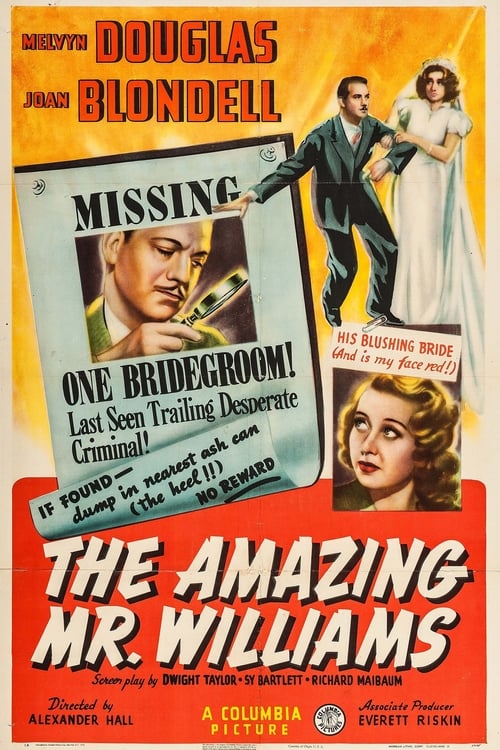 MELVYN DOUGLAS
JOAN BLONDELL
MISSING
ONE BRIDEGROOM!
Last Seen Trailing Desperate
Criminal!
IF FOUND—
dump in nearest ash can
(the heel!!)
NO REWARD
HIS BLUSHING BRIDE
(And is my face red!)
THE AMAZING
MR. WILLIAMS
Screen play by DWIGHT TAYLOR · SY BARTLETT · RICHARD MAIBAUM
Directed by
ALEXANDER HALL
A COLUMBIA
PICTURE
COLUMBIA
PICTURES
Associate Producer
EVERETT RISKIN